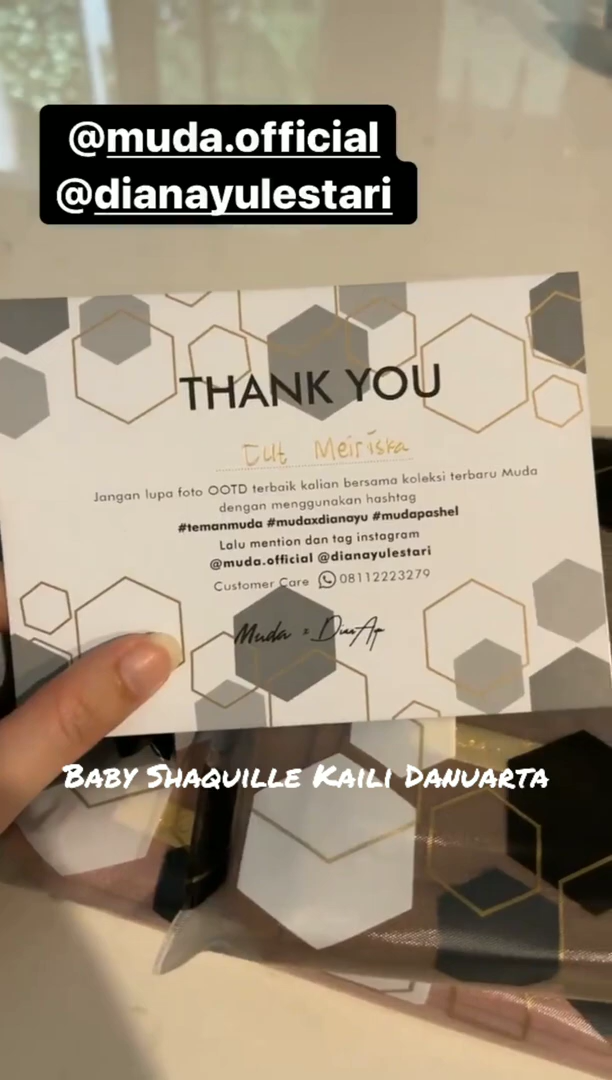 @muda.official
@dianayulestari
THANK YOU
Cut Meiriska
Jangan lupa foto OOTD terbaik kalian bersama koleksi terbaru Muda
dengan menggunakan hashtag
#temanmuda #mudaxdianayu #mudapashel
Lalu mention dan tag instagram
@muda.official @dianayulestari
Customer Care 08112223279
Muda
Baby Shaquille Kaili Danuarta